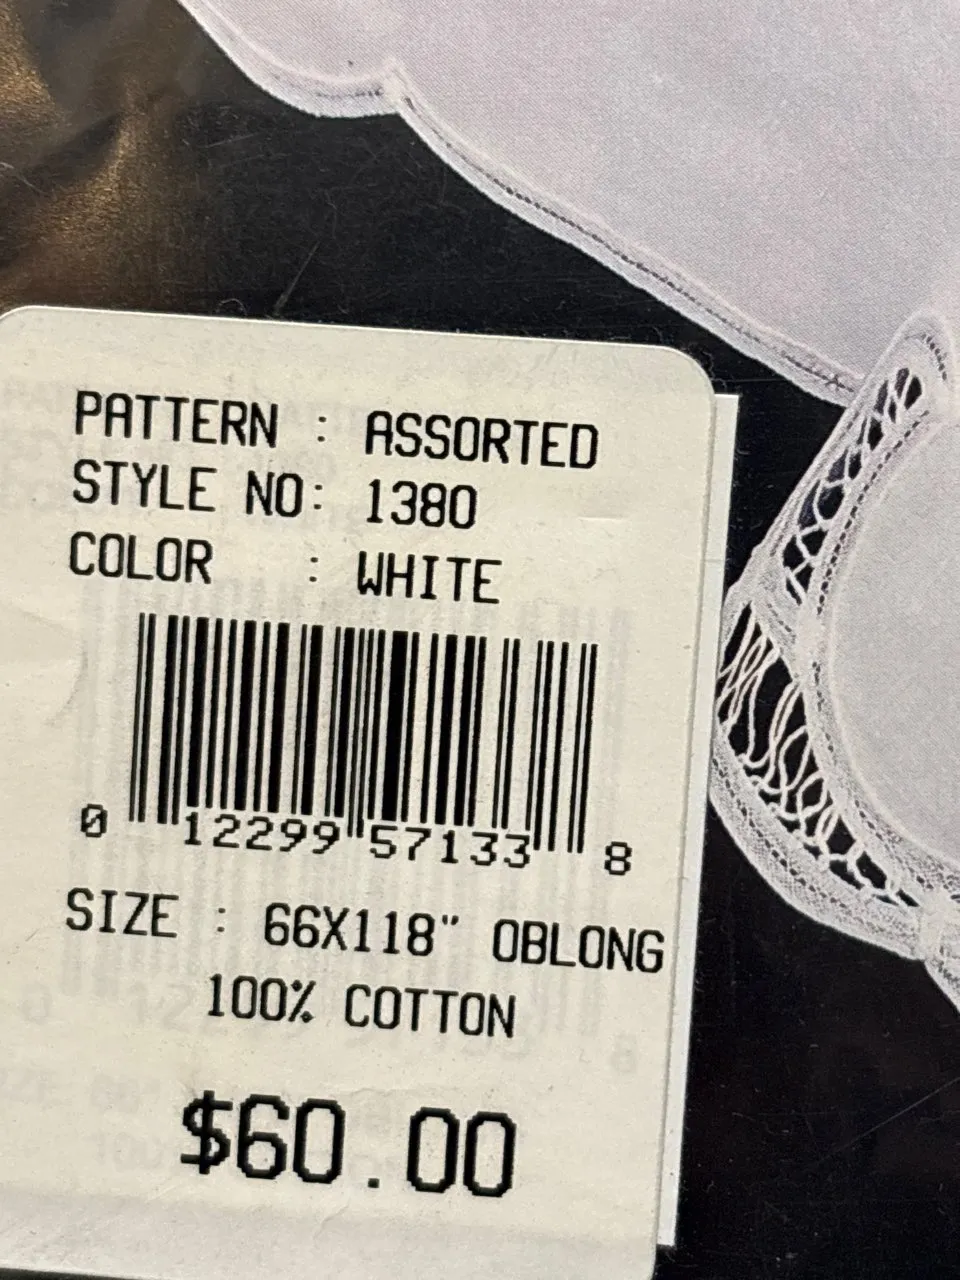 PATTERN : ASSORTED
STYLE NO: 1380
COLOR : WHITE
0 12299 57133 8
SIZE : 66X118" OBLONG
100% COTTON
$60.00